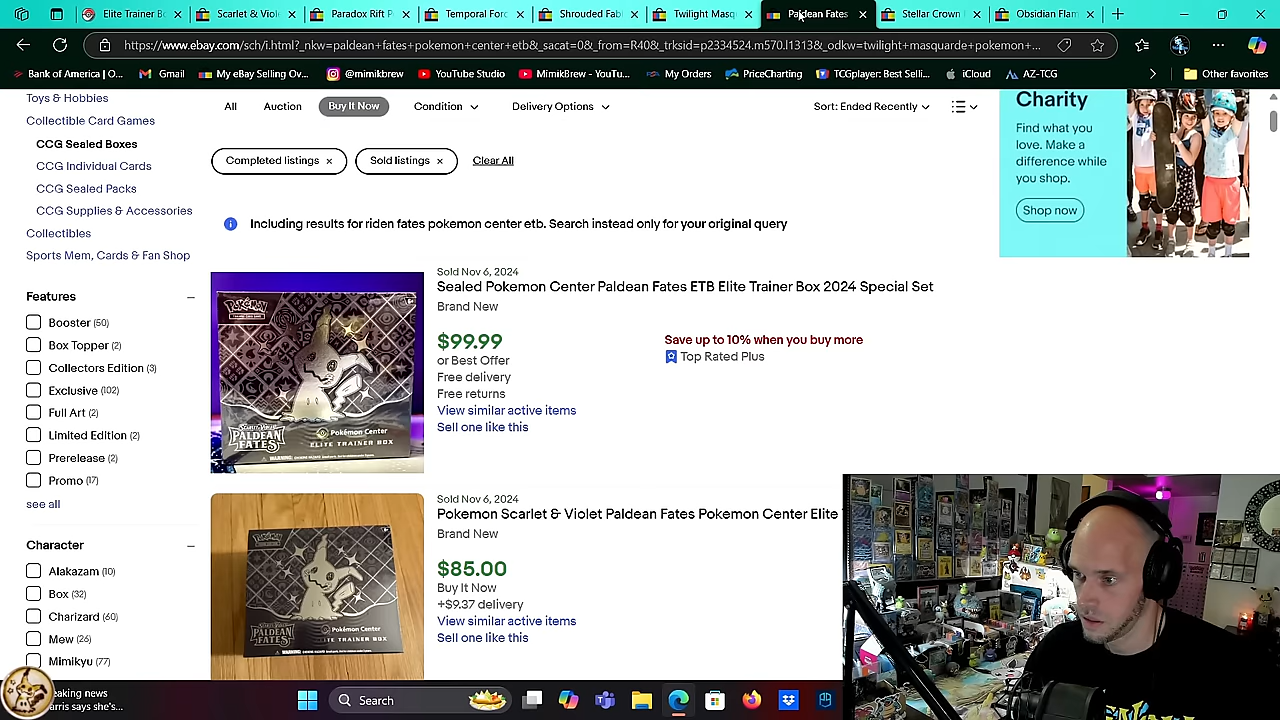 Elite Trainer Bo
Scarlet & Viol
Paradox Rift P
Temporal Forc
Shrouded Fab
Twilight Masq
Paldean Fates
Stellar Crown
Obsidian Flam
https://www.ebay.com/sch/i.html?_nkw=paldean+fates+pokemon+center+etb&_sacat=0&_from=R40&_trksid=p2334524.m570.l1313&_odkw=twilight+masquarde+pokemon+...
Bank of America | O...
Gmail
My eBay Selling Ov...
@mimikbrew
YouTube Studio
MimikBrew - YouTu...
My Orders
PriceCharting
TCGplayer: Best Selli...
iCloud
AZ-TCG
Other favorites
Toys & Hobbies
Collectible Card Games
CCG Sealed Boxes
CCG Individual Cards
CCG Sealed Packs
CCG Supplies & Accessories
Collectibles
Sports Mem, Cards & Fan Shop
Features
Booster (50)
Box Topper (2)
Collectors Edition (3)
Exclusive (102)
Full Art (2)
Limited Edition (2)
Prerelease (2)
Promo (17)
see all
Character
Alakazam (10)
Box (32)
Charizard (60)
Mew (26)
Mimikyu (77)
All
Auction
Buy It Now
Condition
Delivery Options
Sort: Ended Recently
Completed listings
Sold listings
Clear All
Including results for riden fates pokemon center etb. Search instead only for your original query
Sold Nov 6, 2024
Sealed Pokemon Center Paldean Fates ETB Elite Trainer Box 2024 Special Set
Brand New
$99.99
or Best Offer
Free delivery
Free returns
View similar active items
Sell one like this
Save up to 10% when you buy more
Top Rated Plus
POKÉMON
SCARLET & VIOLET
PALDEAN FATES
Pokémon Center
ELITE TRAINER BOX
Sold Nov 6, 2024
Pokemon Scarlet & Violet Paldean Fates Pokemon Center Elite
Brand New
$85.00
Buy It Now
+$9.37 delivery
View similar active items
Sell one like this
PALDEAN FATES
Pokémon Center
Charity
Find what you
love. Make a
difference while
you shop.
Shop now
eaking news
arris says she's...
Search